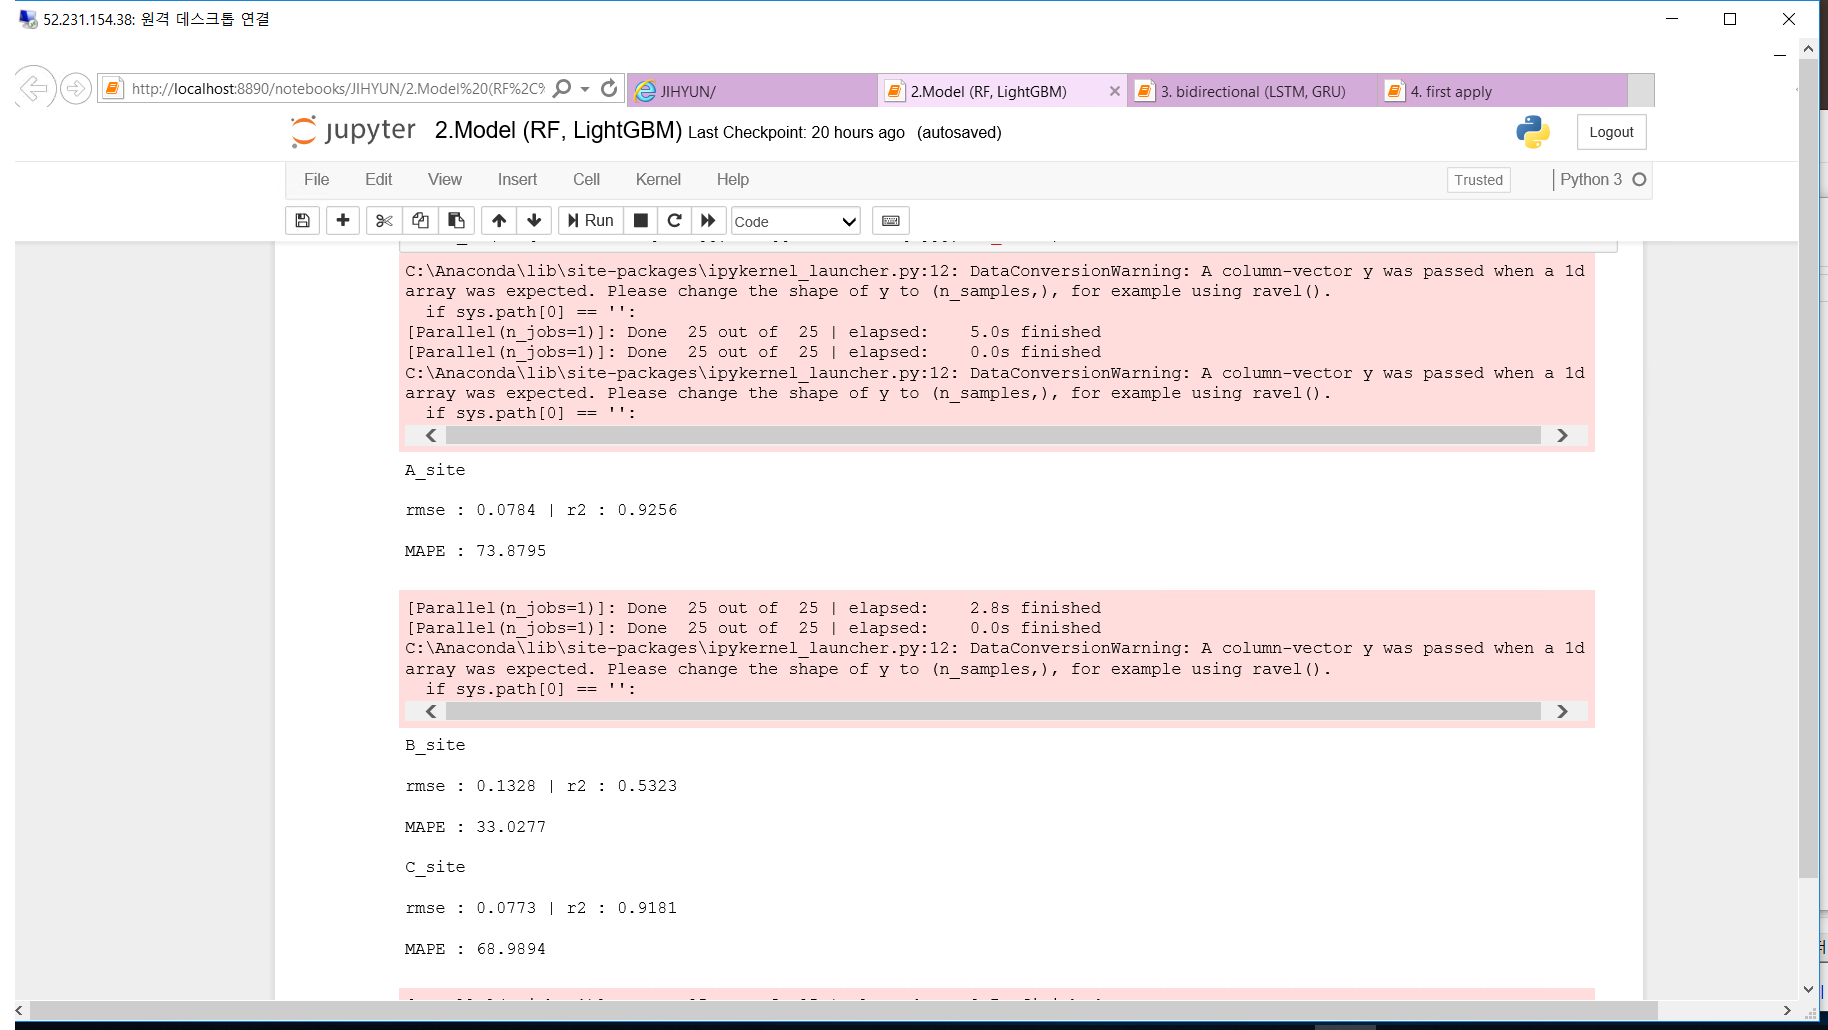 52.231.154.38: 원격 데스크톱 연결
http://localhost:8890/notebooks/JIHYUN/2.Model%20(RF%2C%
JIHYUN/
2.Model (RF, LightGBM)
3. bidirectional (LSTM, GRU)
4. first apply
jupyter 2.Model (RF, LightGBM) Last Checkpoint: 20 hours ago (autosaved)
Logout
File Edit View Insert Cell Kernel Help
Trusted
Python 3
Run
Code
C:\Anaconda\lib\site-packages\ipykernel_launcher.py:12: DataConversionWarning: A column-vector y was passed when a 1d
array was expected. Please change the shape of y to (n_samples,), for example using ravel().
if sys.path[0] == '':
[Parallel(n_jobs=1)]: Done 25 out of 25 | elapsed: 5.0s finished
[Parallel(n_jobs=1)]: Done 25 out of 25 | elapsed: 0.0s finished
C:\Anaconda\lib\site-packages\ipykernel_launcher.py:12: DataConversionWarning: A column-vector y was passed when a 1d
array was expected. Please change the shape of y to (n_samples,), for example using ravel().
if sys.path[0] == '':
A_site
rmse : 0.0784 | r2 : 0.9256
MAPE : 73.8795
[Parallel(n_jobs=1)]: Done 25 out of 25 | elapsed: 2.8s finished
[Parallel(n_jobs=1)]: Done 25 out of 25 | elapsed: 0.0s finished
C:\Anaconda\lib\site-packages\ipykernel_launcher.py:12: DataConversionWarning: A column-vector y was passed when a 1d
array was expected. Please change the shape of y to (n_samples,), for example using ravel().
if sys.path[0] == '':
B_site
rmse : 0.1328 | r2 : 0.5323
MAPE : 33.0277
C_site
rmse : 0.0773 | r2 : 0.9181
MAPE : 68.9894